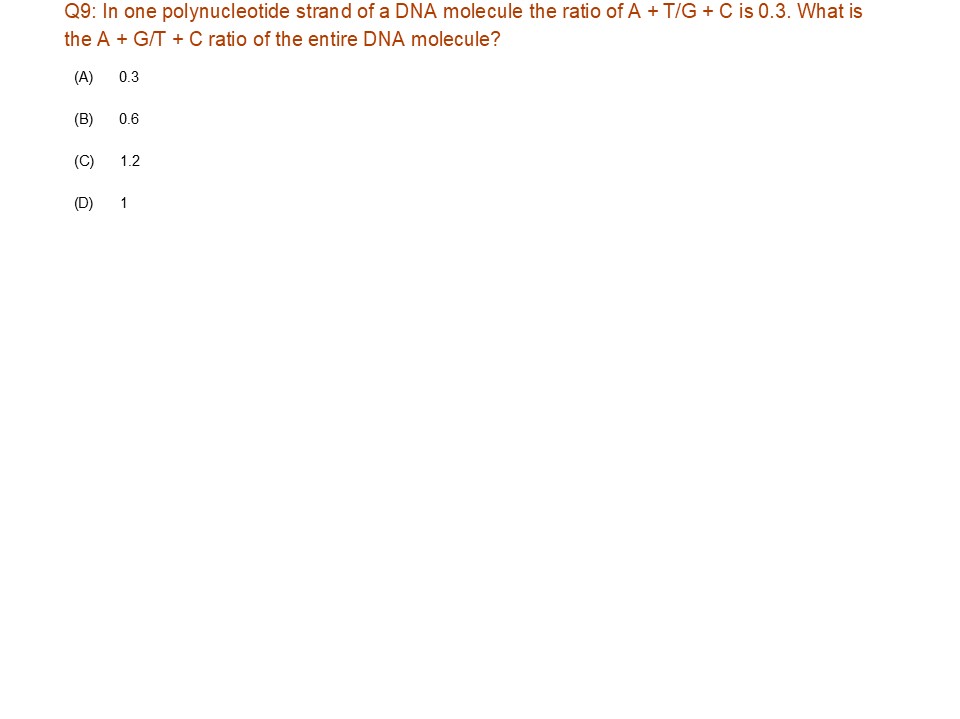 Q9: In one polynucleotide strand of a DNA molecule the ratio of A + T/G + C is 0.3. What is
the A + G/T + C ratio of the entire DNA molecule?
(A) 0.3
(B) 0.6
(C) 1.2
(D) 1